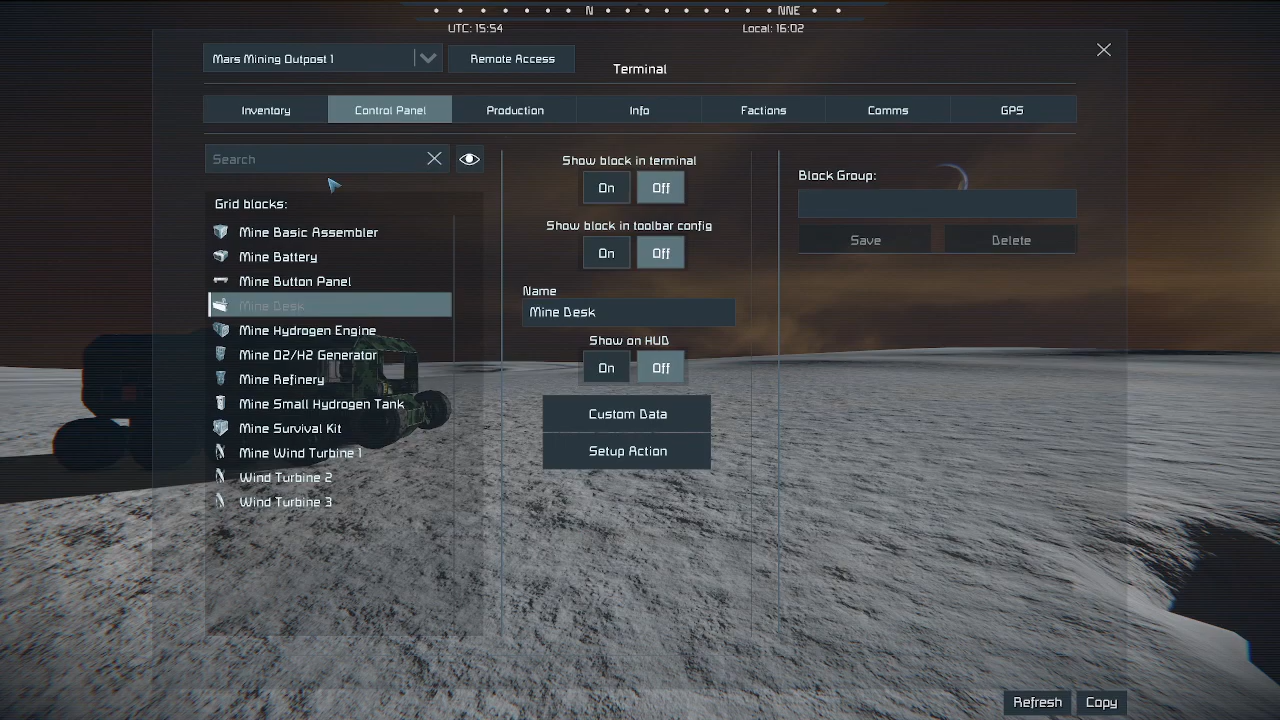 N NNE
UTC: 15:54 Local: 16:02
Mars Mining Outpost 1 Remote Access
Terminal
Inventory Control Panel Production Info Factions Comms GPS
Search
Grid blocks:
Mine Basic Assembler
Mine Battery
Mine Button Panel
Mine Desk
Mine Hydrogen Engine
Mine O2/H2 Generator
Mine Refinery
Mine Small Hydrogen Tank
Mine Survival Kit
Mine Wind Turbine 1
Wind Turbine 2
Wind Turbine 3
Show block in terminal
On Off
Show block in toolbar config
On Off
Name
Mine Desk
Show on HUD
On Off
Custom Data
Setup Action
Block Group:
Save Delete
Refresh Copy